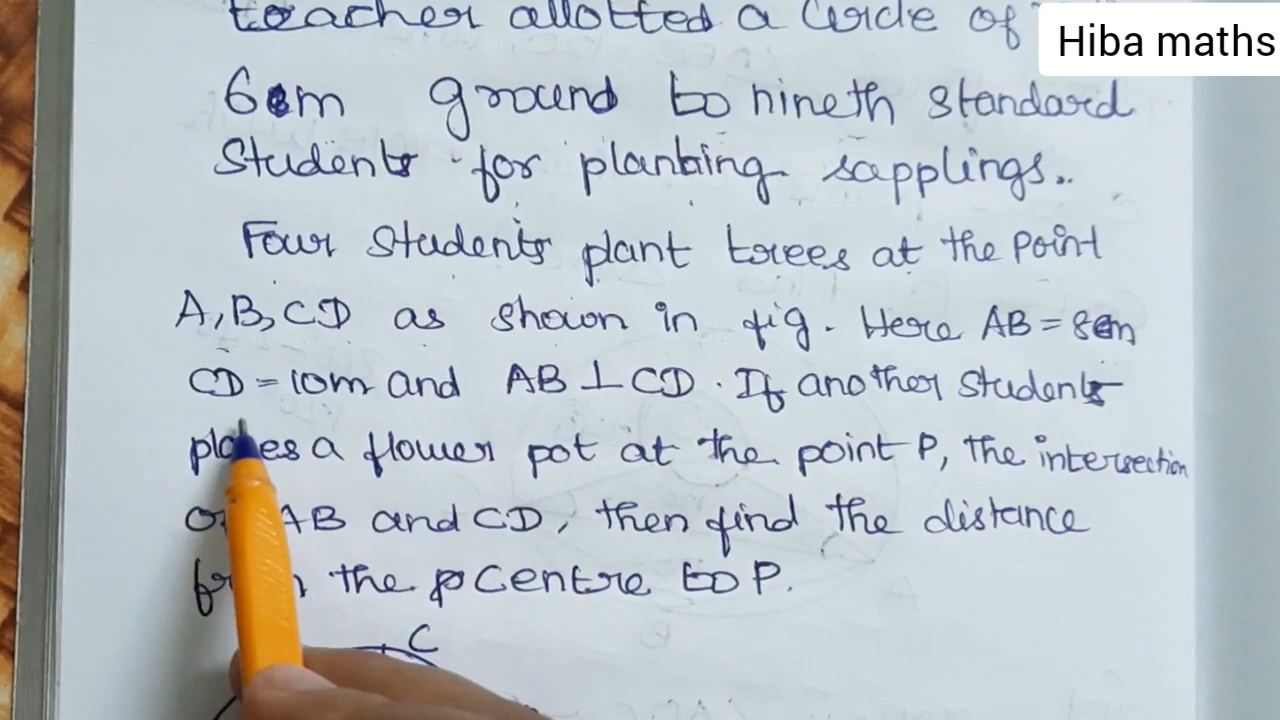 teacher allotted a Circle of
Hiba maths
6m ground to nineth standard
Students for planting sapplings..
Four Students plant trees at the point
A, B, CD as shown in fig. Here AB = 8m
CD = 10m and AB ⊥ CD. If another students
places a flower pot at the point P, the intersection
AB and CD, then find the distance
the centre to P.
C